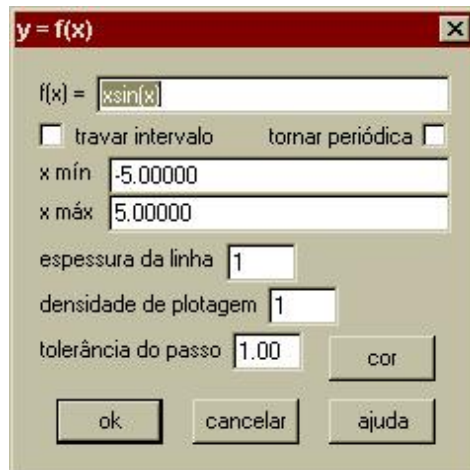 y = f(x)
f(x) = xsin(x)
travar intervalo tornar periódica
x mín -5.00000
x máx 5.00000
espessura da linha 1
densidade de plotagem 1
tolerância do passo 1.00
cor
ok cancelar ajuda